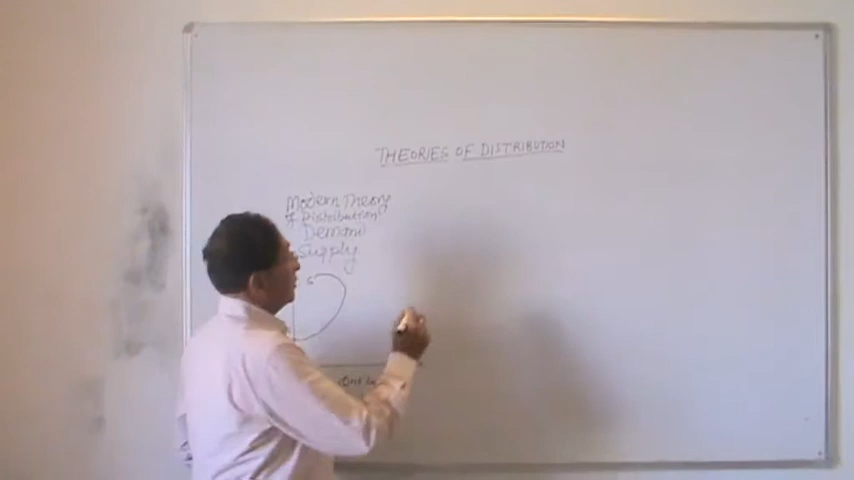 THEORIES OF DISTRIBUTION
Modern Theory
of Distribution
Demand
Supply
S